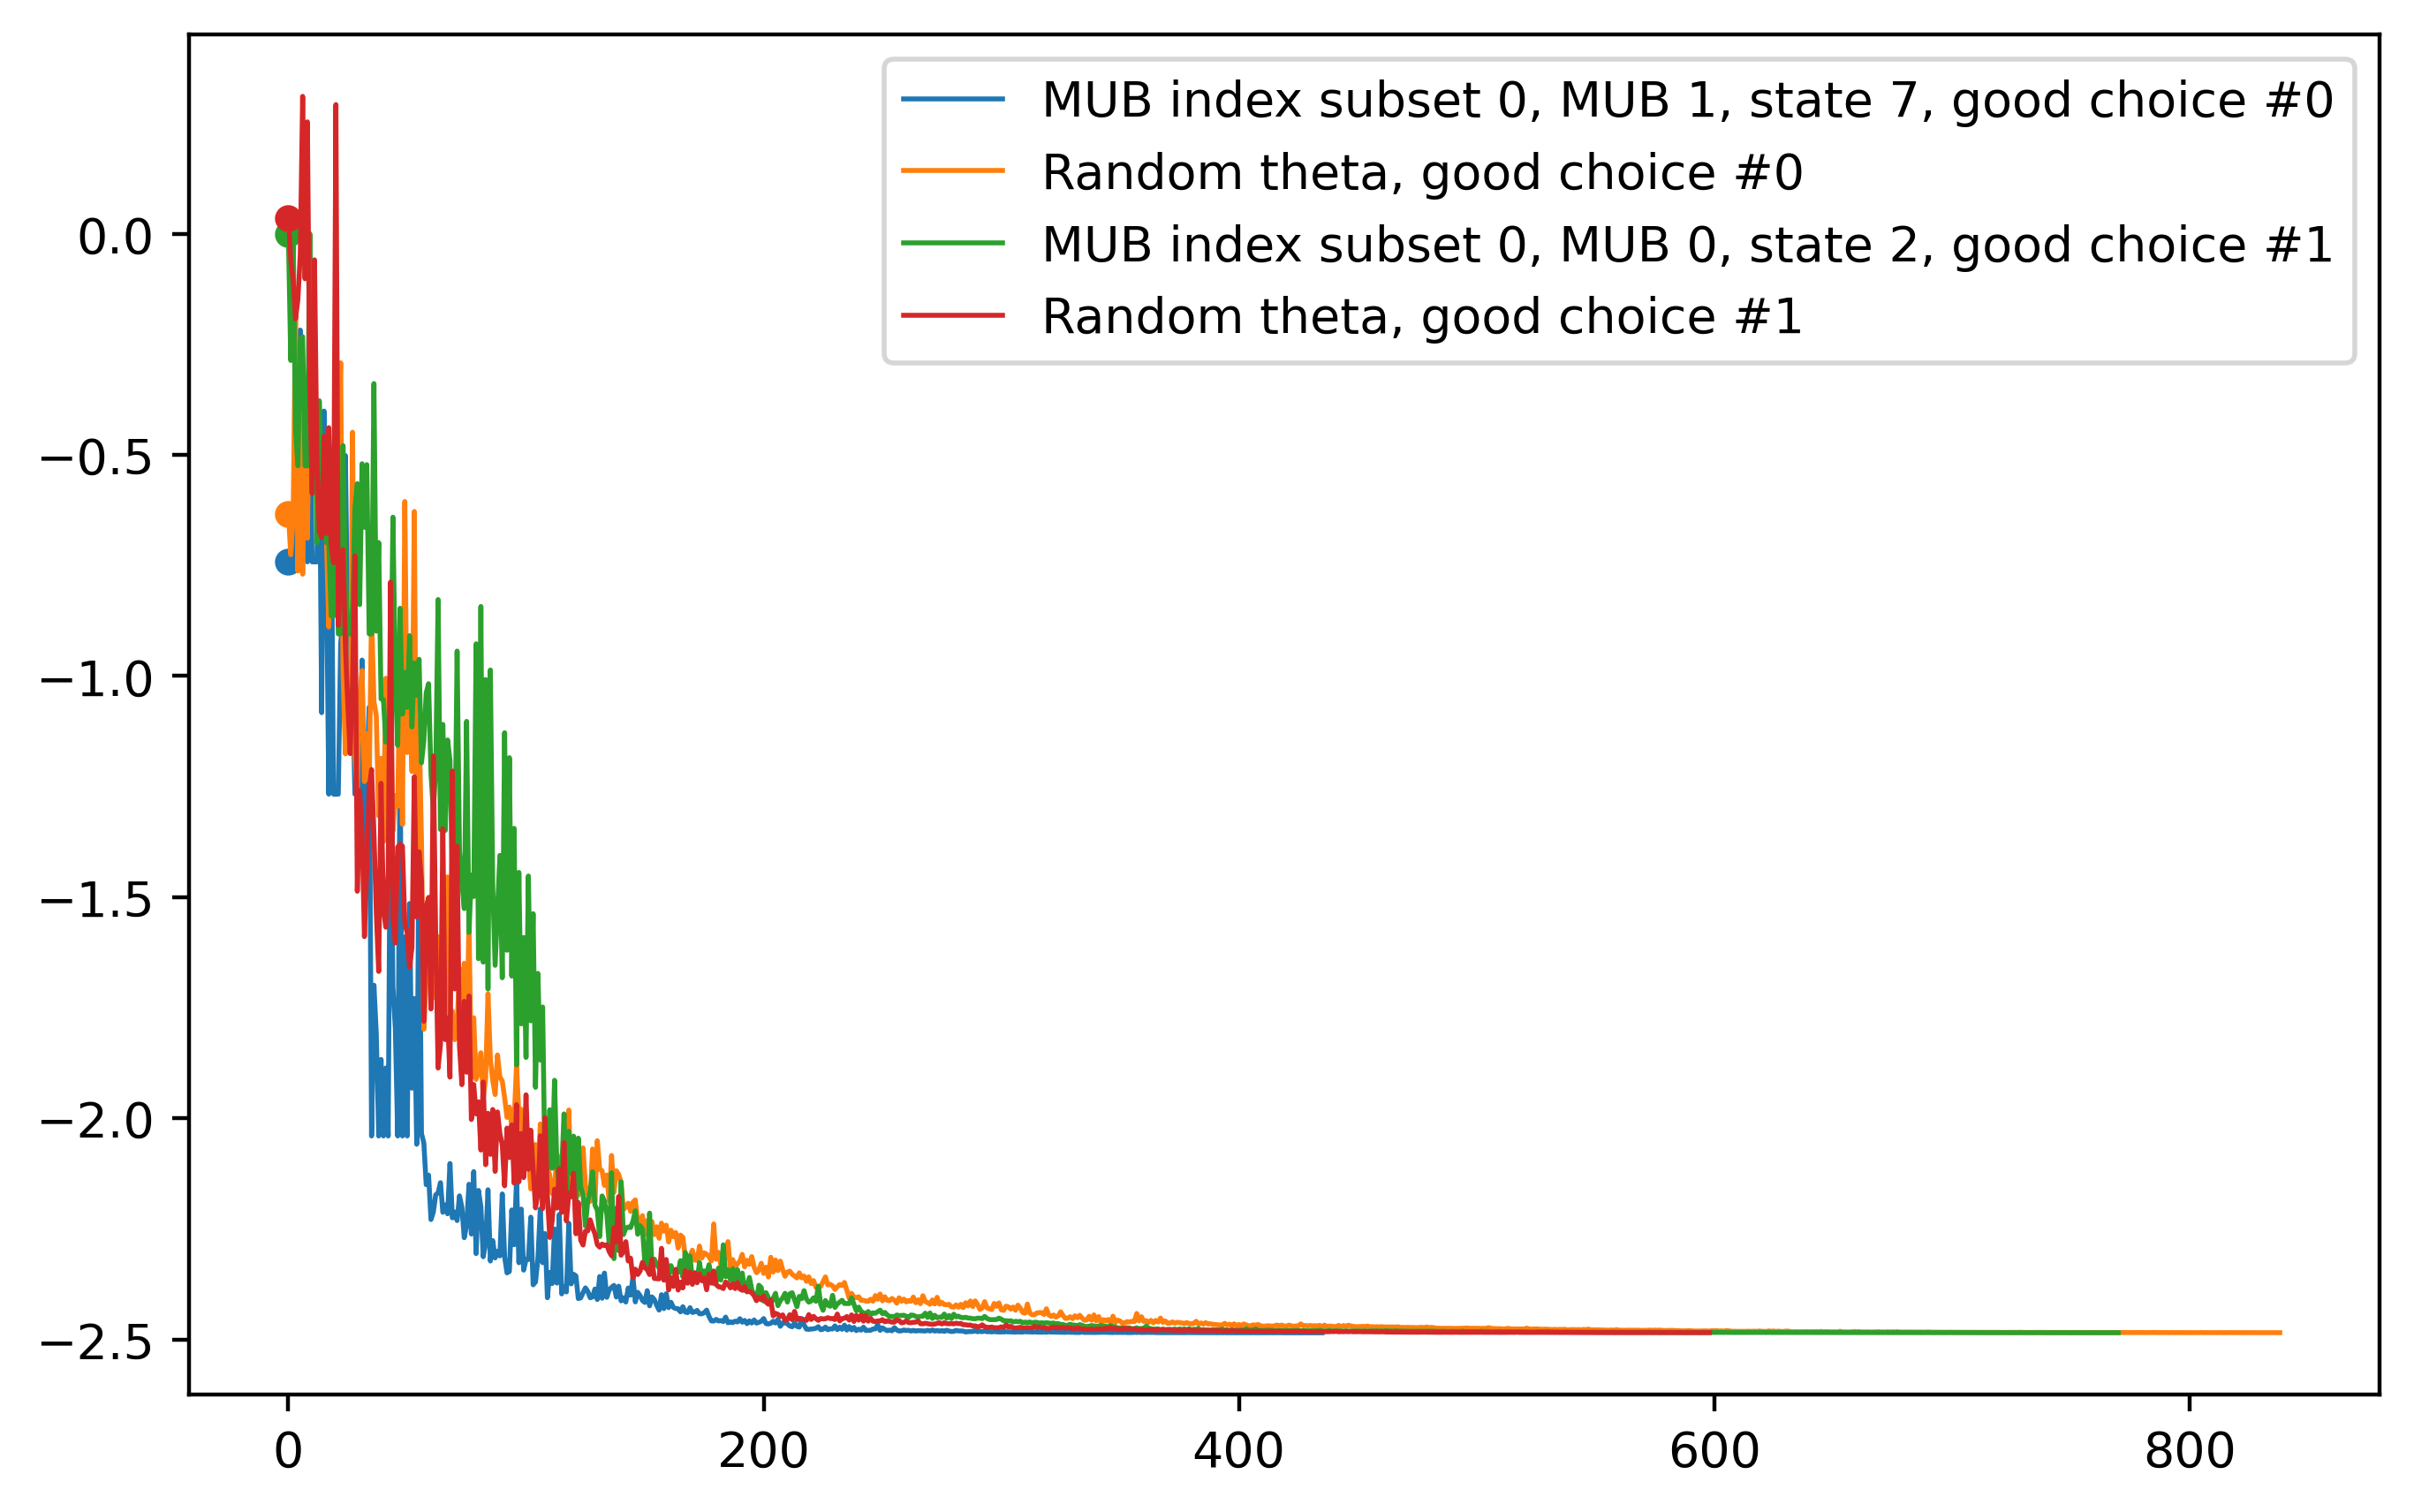 MUB index subset 0, MUB 1, state 7, good choice #0
Random theta, good choice #0
MUB index subset 0, MUB 0, state 2, good choice #1
Random theta, good choice #1
0.0
−0.5
−1.0
−1.5
−2.0
−2.5
0 200 400 600 800